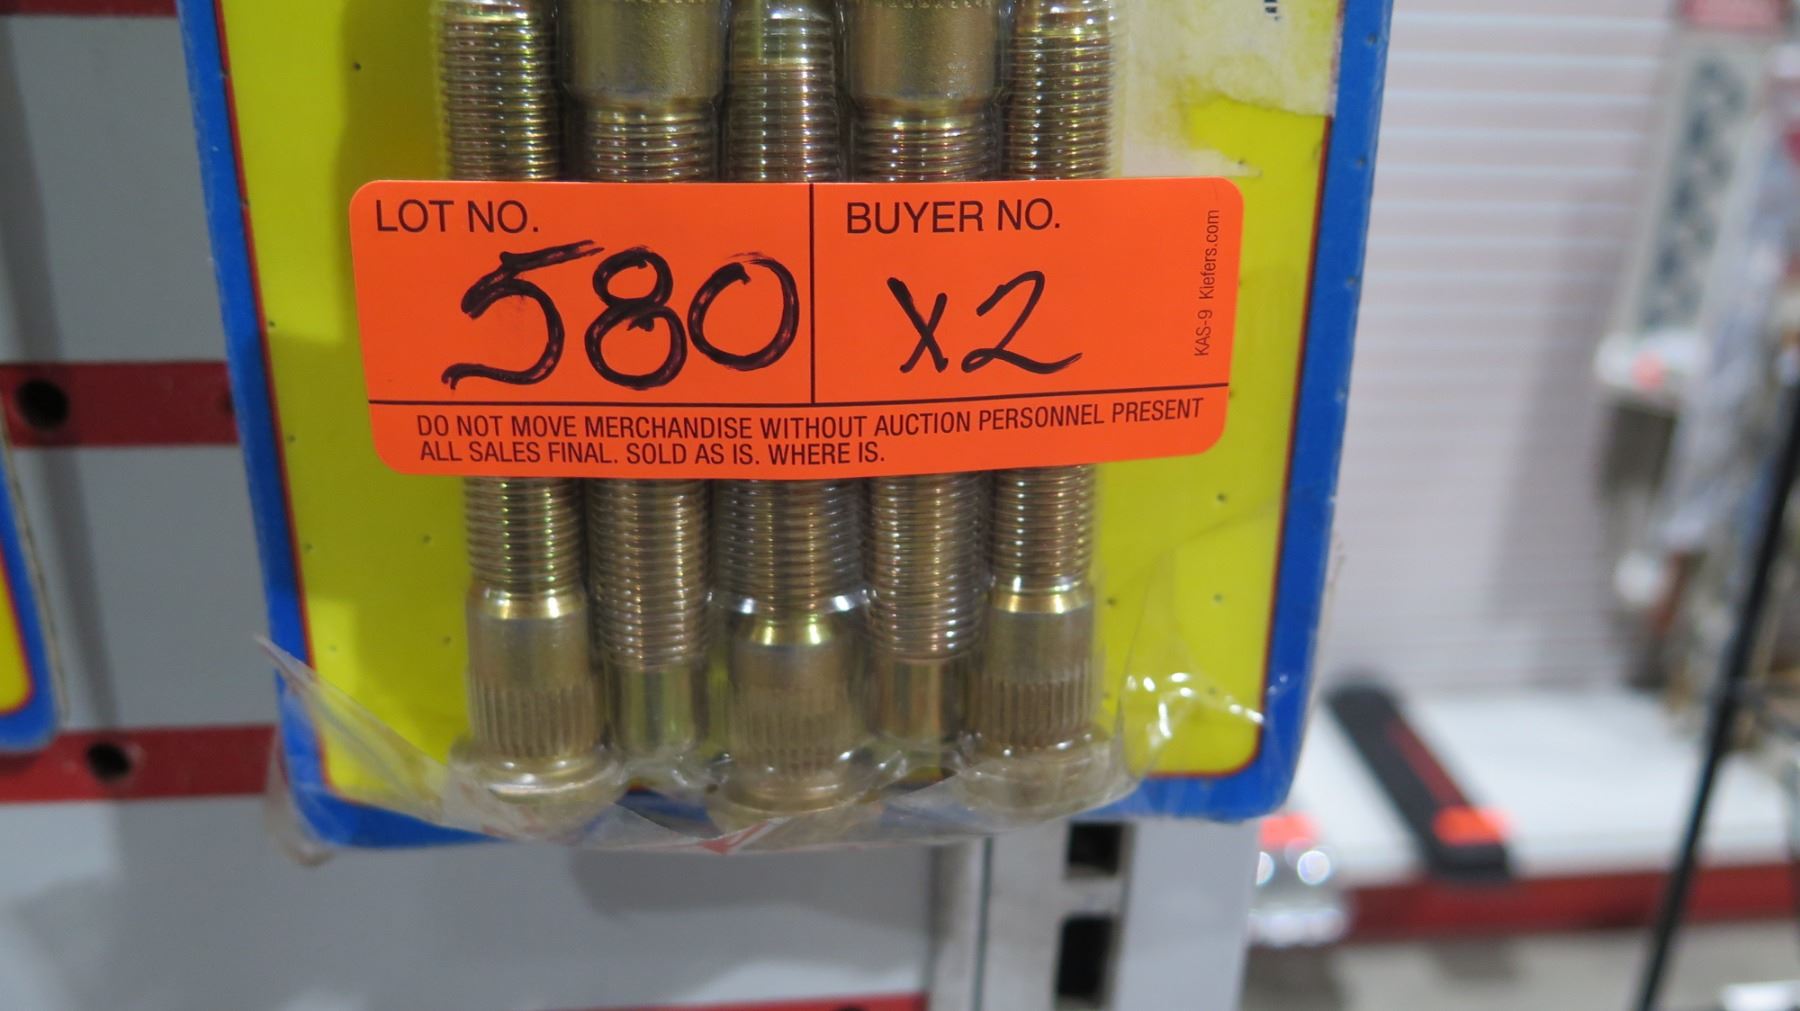 LOT NO.
580
BUYER NO.
X2
KAS-9 Kiefers.com
DO NOT MOVE MERCHANDISE WITHOUT AUCTION PERSONNEL PRESENT
ALL SALES FINAL. SOLD AS IS. WHERE IS.